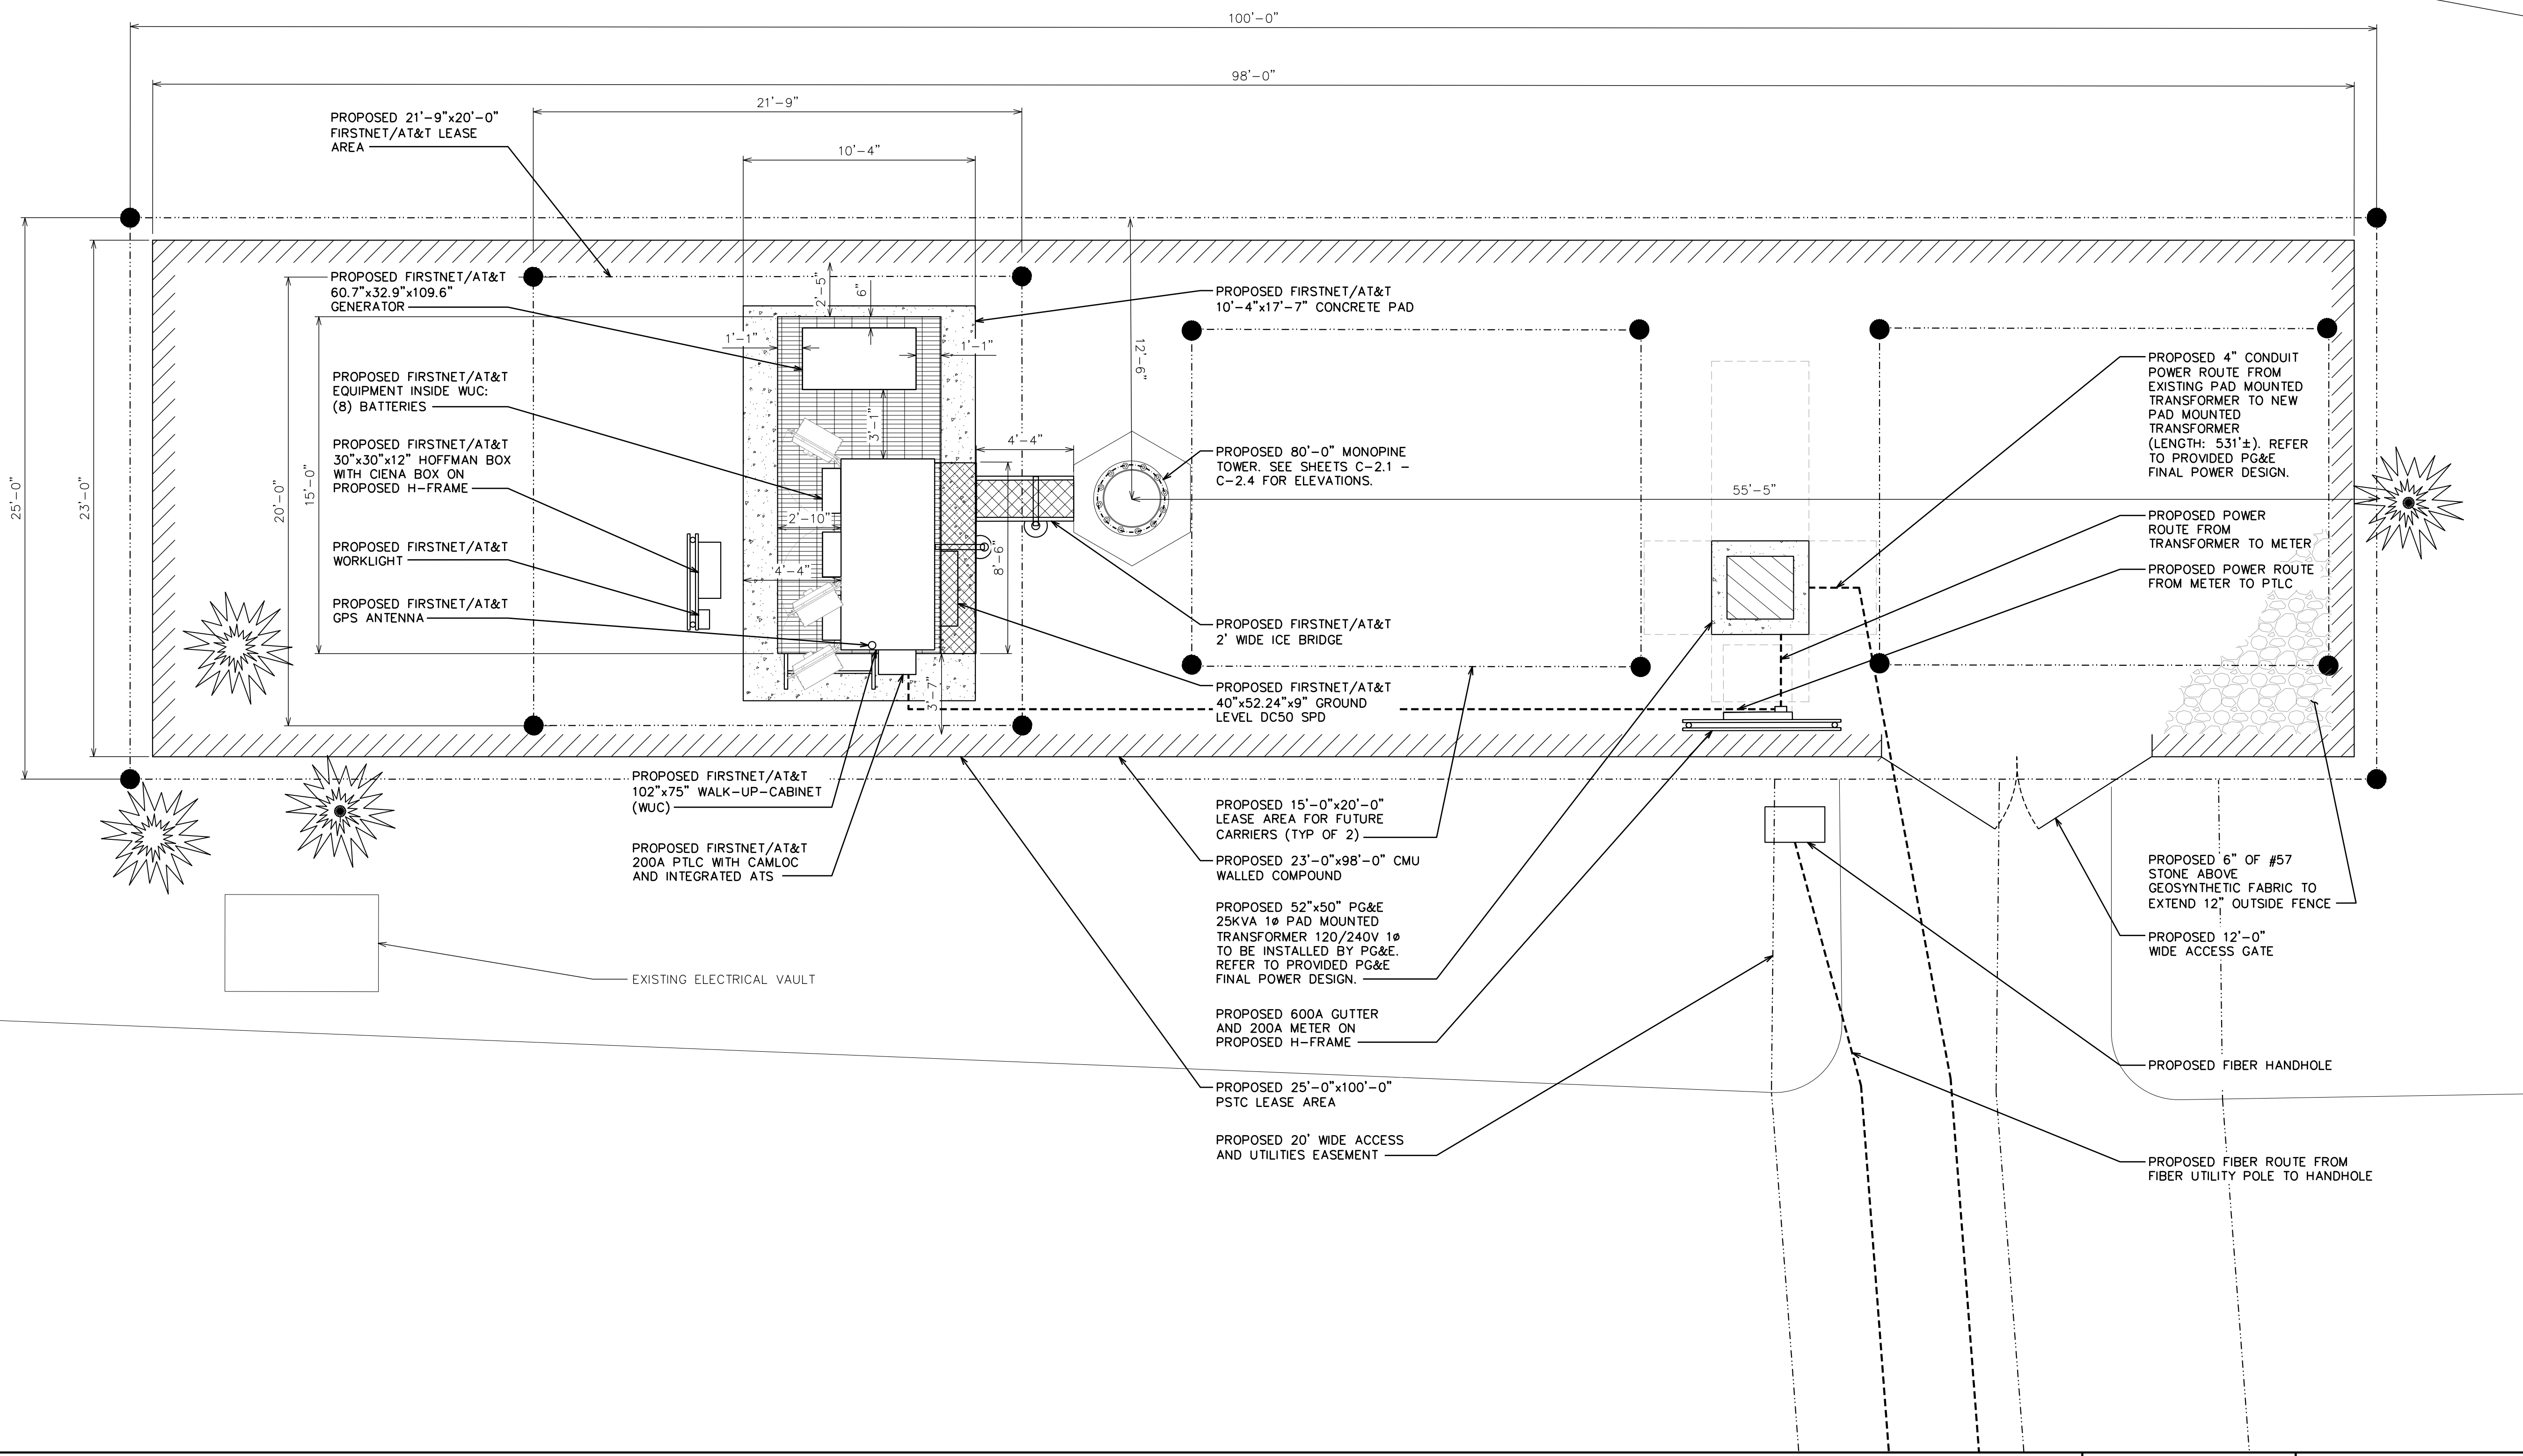 100'-0"
98'-0"
21'-9"
10'-4"
PROPOSED 21'-9"x20'-0"
FIRSTNET/AT&T LEASE
AREA
25'-0"
23'-0"
20'-0"
15'-0"
PROPOSED FIRSTNET/AT&T
60.7"x32.9"x109.6"
GENERATOR
PROPOSED FIRSTNET/AT&T
EQUIPMENT INSIDE WUC:
(8) BATTERIES
PROPOSED FIRSTNET/AT&T
30"x30"x12" HOFFMAN BOX
WITH CIENA BOX ON
PROPOSED H-FRAME
PROPOSED FIRSTNET/AT&T
WORKLIGHT
PROPOSED FIRSTNET/AT&T
GPS ANTENNA
2'-5"
6"
1'-1"
1'-1"
3'-1"
4'-4"
2'-10"
4'-4"
8'-6"
3'-7"
12'-6"
55'-5"
PROPOSED FIRSTNET/AT&T
10'-4"x17'-7" CONCRETE PAD
PROPOSED 80'-0" MONOPINE
TOWER. SEE SHEETS C-2.1 -
C-2.4 FOR ELEVATIONS.
PROPOSED FIRSTNET/AT&T
2' WIDE ICE BRIDGE
PROPOSED FIRSTNET/AT&T
40"x52.24"x9" GROUND
LEVEL DC50 SPD
PROPOSED 4" CONDUIT
POWER ROUTE FROM
EXISTING PAD MOUNTED
TRANSFORMER TO NEW
PAD MOUNTED
TRANSFORMER
(LENGTH: 531'±). REFER
TO PROVIDED PG&E
FINAL POWER DESIGN.
PROPOSED POWER
ROUTE FROM
TRANSFORMER TO METER
PROPOSED POWER ROUTE
FROM METER TO PTLC
PROPOSED FIRSTNET/AT&T
102"x75" WALK-UP-CABINET
(WUC)
PROPOSED FIRSTNET/AT&T
200A PTLC WITH CAMLOC
AND INTEGRATED ATS
EXISTING ELECTRICAL VAULT
PROPOSED 15'-0"x20'-0"
LEASE AREA FOR FUTURE
CARRIERS (TYP OF 2)
PROPOSED 23'-0"x98'-0" CMU
WALLED COMPOUND
PROPOSED 52"x50" PG&E
25KVA 1ø PAD MOUNTED
TRANSFORMER 120/240V 1ø
TO BE INSTALLED BY PG&E.
REFER TO PROVIDED PG&E
FINAL POWER DESIGN.
PROPOSED 600A GUTTER
AND 200A METER ON
PROPOSED H-FRAME
PROPOSED 25'-0"x100'-0"
PSTC LEASE AREA
PROPOSED 20' WIDE ACCESS
AND UTILITIES EASEMENT
PROPOSED 6" OF #57
STONE ABOVE
GEOSYNTHETIC FABRIC TO
EXTEND 12" OUTSIDE FENCE
PROPOSED 12'-0"
WIDE ACCESS GATE
PROPOSED FIBER HANDHOLE
PROPOSED FIBER ROUTE FROM
FIBER UTILITY POLE TO HANDHOLE